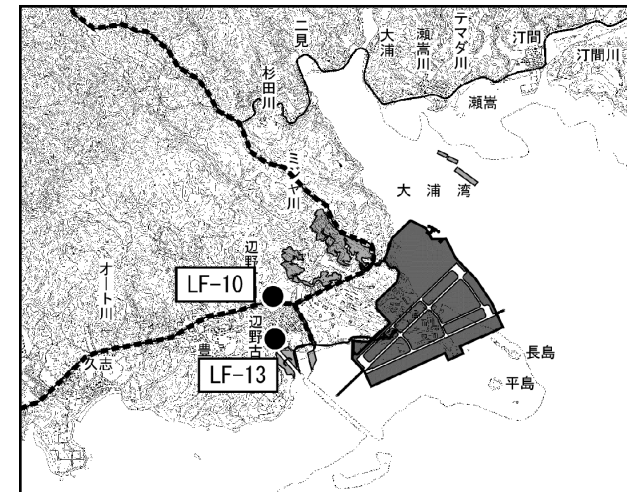 二見
大浦
瀬嵩川
テマダ川
汀間
汀間川
杉田川
瀬嵩
ミジャ川
大浦湾
辺野
LF-10
オート川
辺野古
豊
久志
LF-13
長島
平島